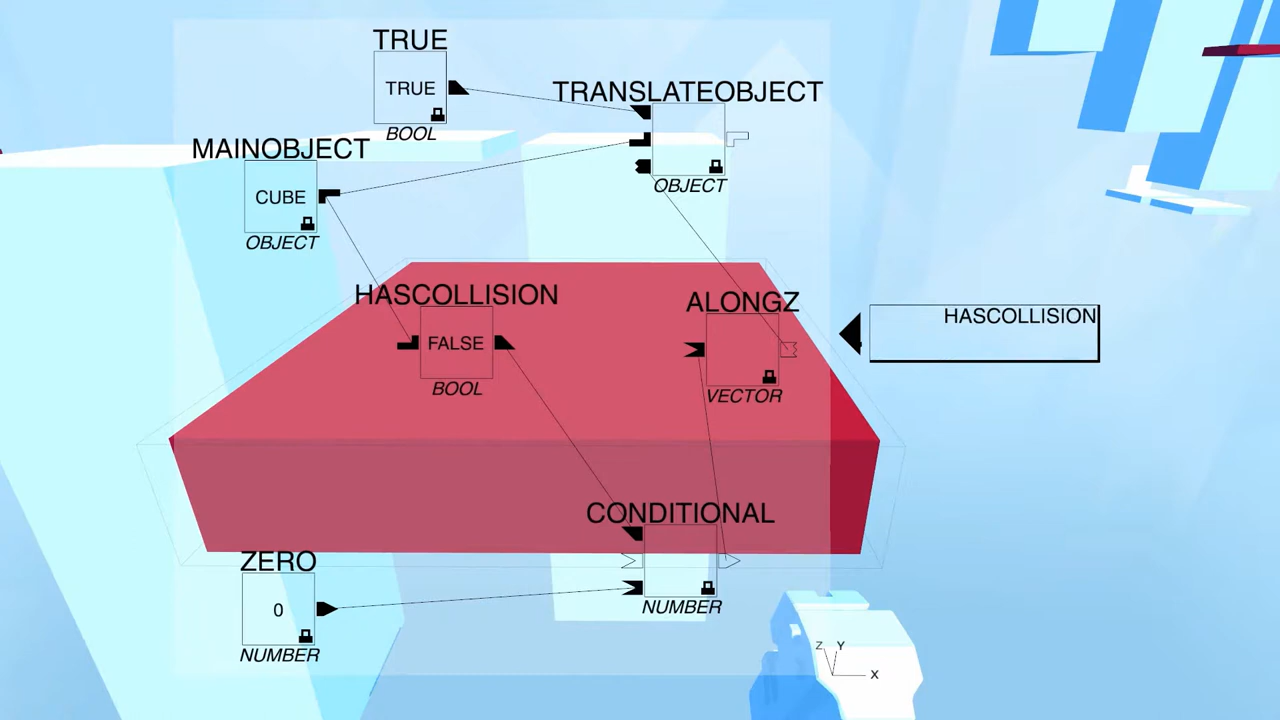 TRUE
TRUE
BOOL
TRANSLATEOBJECT
OBJECT
MAINOBJECT
CUBE
OBJECT
HASCOLLISION
FALSE
BOOL
ALONGZ
VECTOR
HASCOLLISION
CONDITIONAL
NUMBER
ZERO
0
NUMBER
Z Y
X